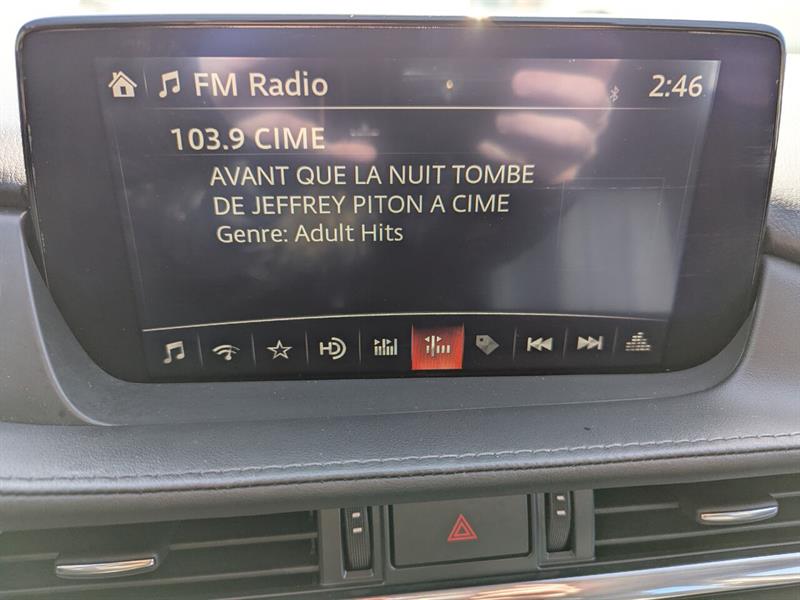 FM Radio
2:46
103.9 CIME
AVANT QUE LA NUIT TOMBE
DE JEFFREY PITON A CIME
Genre: Adult Hits
HD